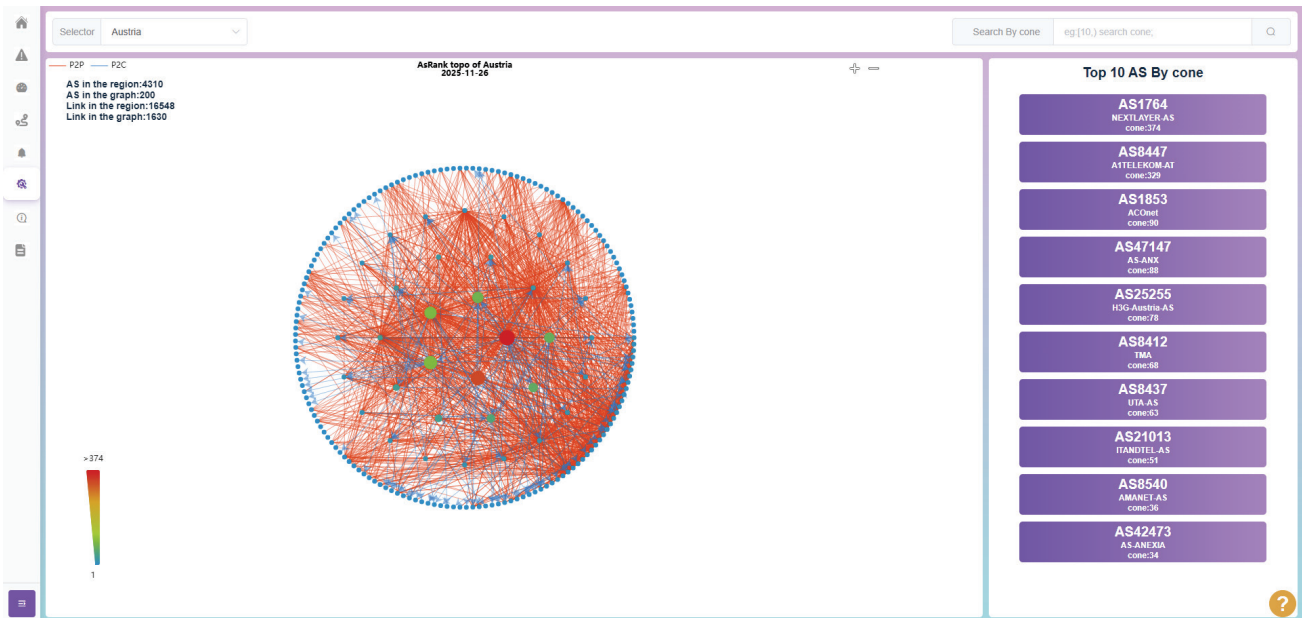 Selector
Austria
Search By cone
eg:[10,) search cone;
P2P
P2C
AsRank topo of Austria
2025-11-26
AS in the region:4310
AS in the graph:200
Link in the region:16548
Link in the graph:1630
>374
1
Top 10 AS By cone
AS1764
NEXTLAYER-AS
cone:374
AS8447
A1TELEKOM-AT
cone:329
AS1853
ACOnet
cone:90
AS47147
AS-ANX
cone:88
AS25255
H3G-Austria-AS
cone:78
AS8412
TMA
cone:68
AS8437
UTA-AS
cone:63
AS21013
ITANDTEL-AS
cone:51
AS8540
AMANET-AS
cone:36
AS42473
AS-ANEXIA
cone:34
?